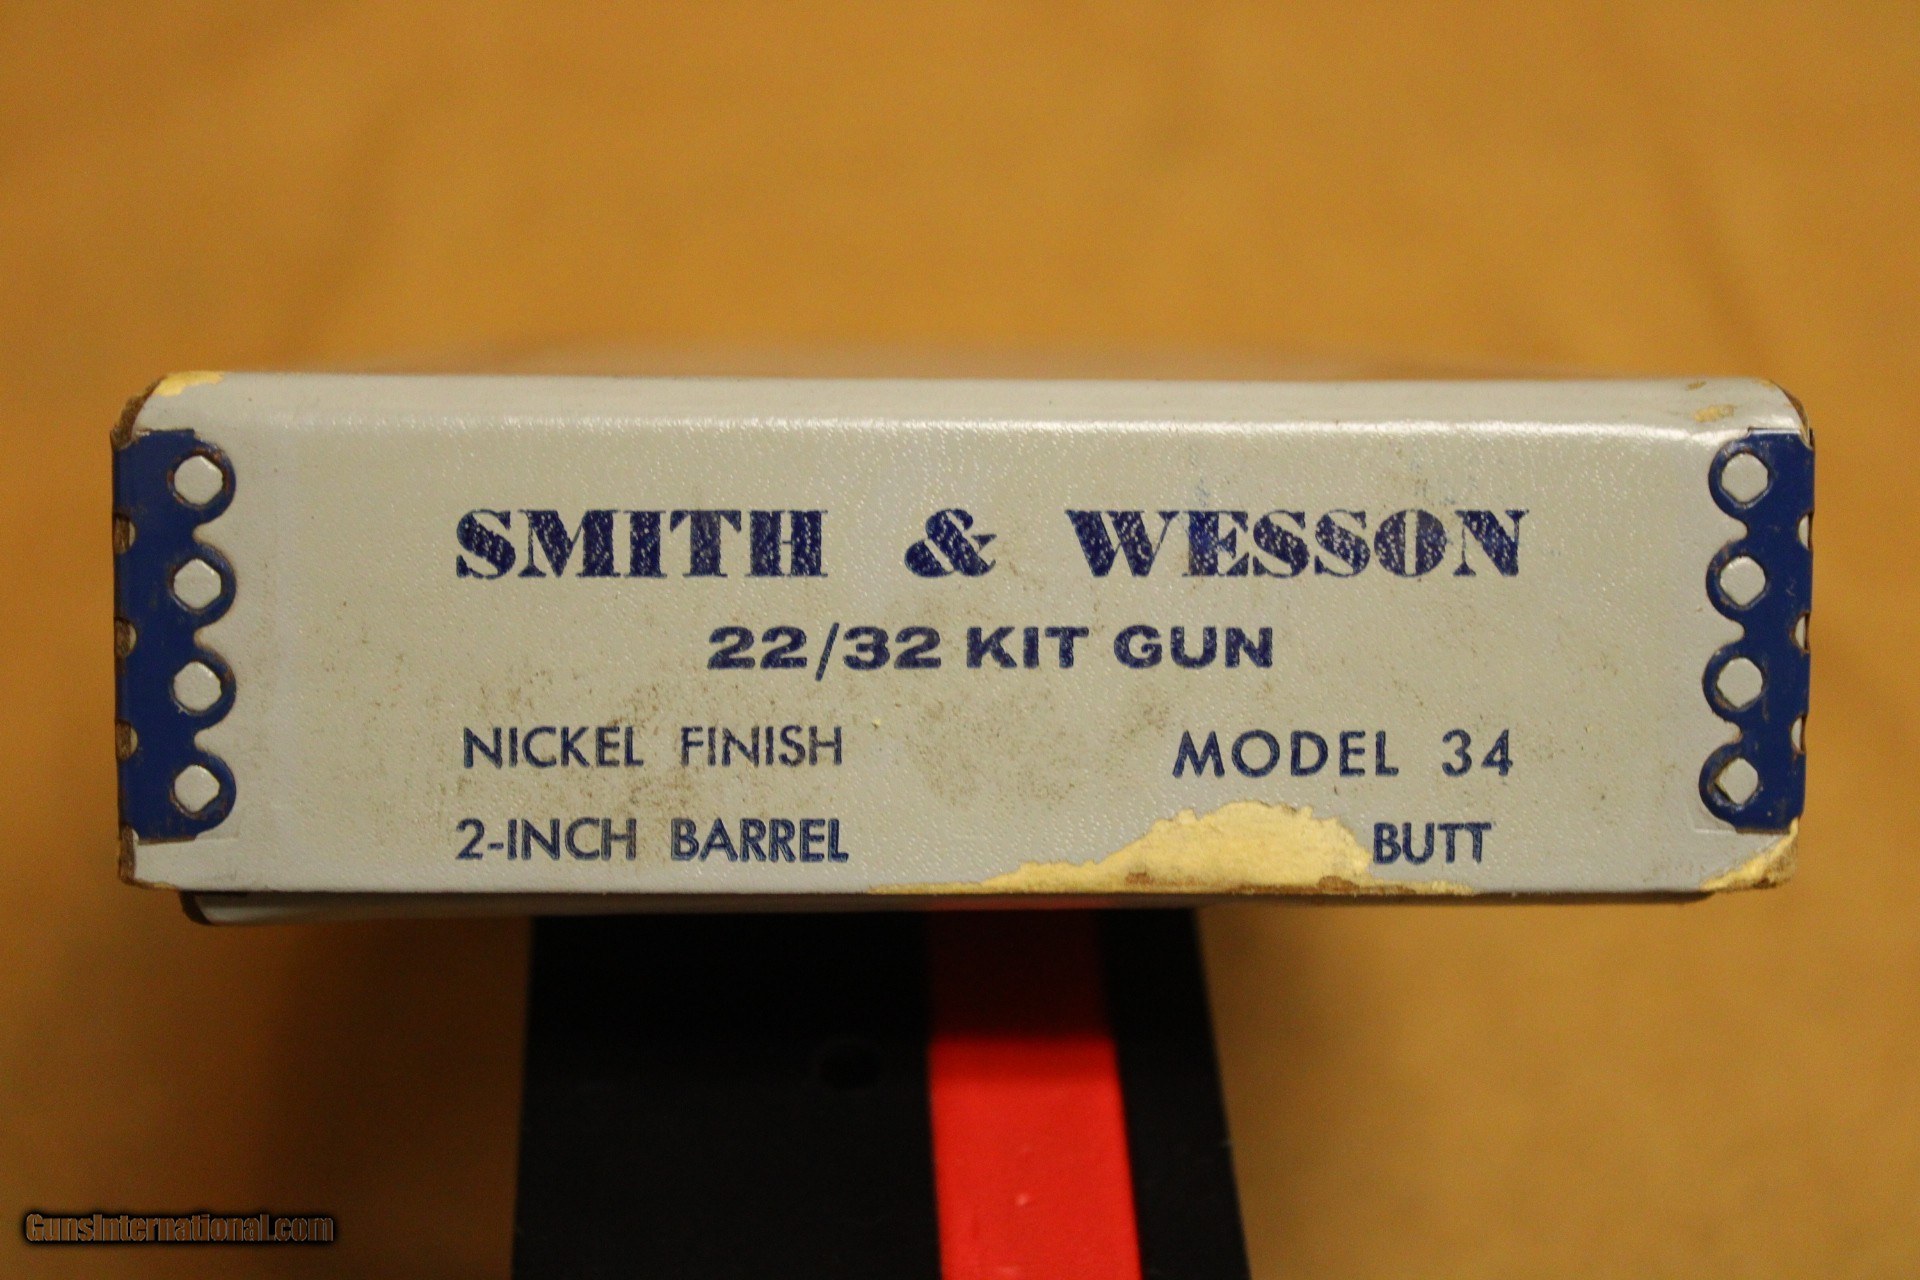 SMITH & WESSON
22/32 KIT GUN
NICKEL FINISH MODEL 34
2-INCH BARREL BUTT
GunsInternational.com